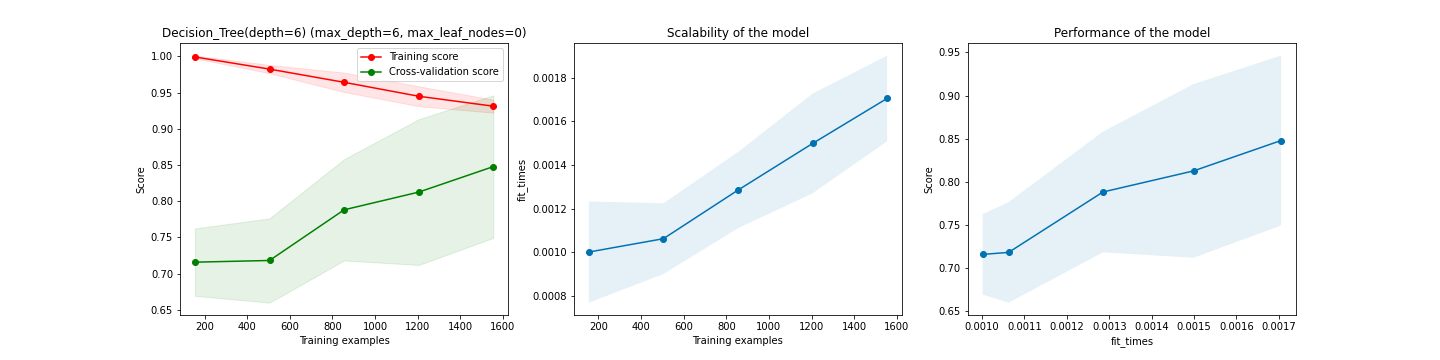 Decision_Tree(depth=6) (max_depth=6, max_leaf_nodes=0)
Training score
Cross-validation score
1.00
0.95
0.90
0.85
0.80
0.75
0.70
0.65
Score
200 400 600 800 1000 1200 1400 1600
Training examples
Scalability of the model
0.0018
0.0016
0.0014
0.0012
0.0010
0.0008
fit_times
200 400 600 800 1000 1200 1400 1600
Training examples
Performance of the model
0.95
0.90
0.85
0.80
0.75
0.70
0.65
Score
0.0010 0.0011 0.0012 0.0013 0.0014 0.0015 0.0016 0.0017
fit_times